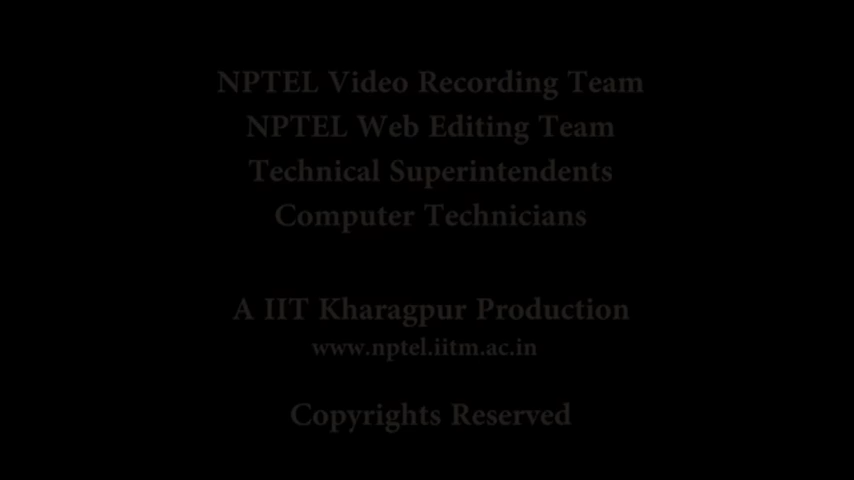 NPTEL Video Recording Team
NPTEL Web Editing Team
Technical Superintendents
Computer Technicians
A IIT Kharagpur Production
www.nptel.iitm.ac.in
Copyrights Reserved